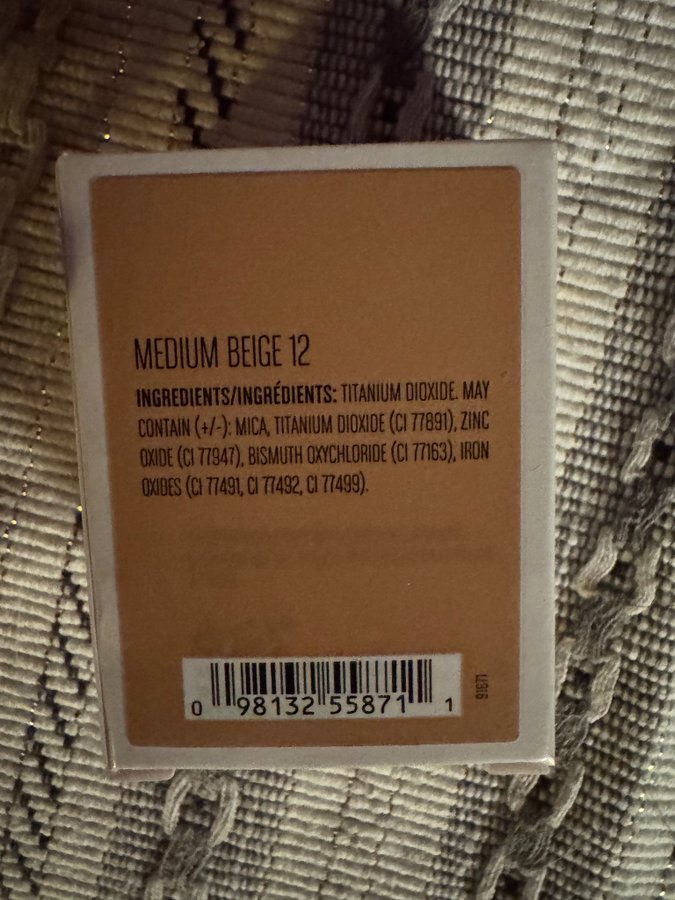 MEDIUM BEIGE 12
INGREDIENTS/INGRÉDIENTS: TITANIUM DIOXIDE. MAY
CONTAIN (+/-): MICA, TITANIUM DIOXIDE (CI 77891), ZINC
OXIDE (CI 77947), BISMUTH OXYCHLORIDE (CI 77163), IRON
OXIDES (CI 77491, CI 77492, CI 77499).
0 98132 55871 1
91671